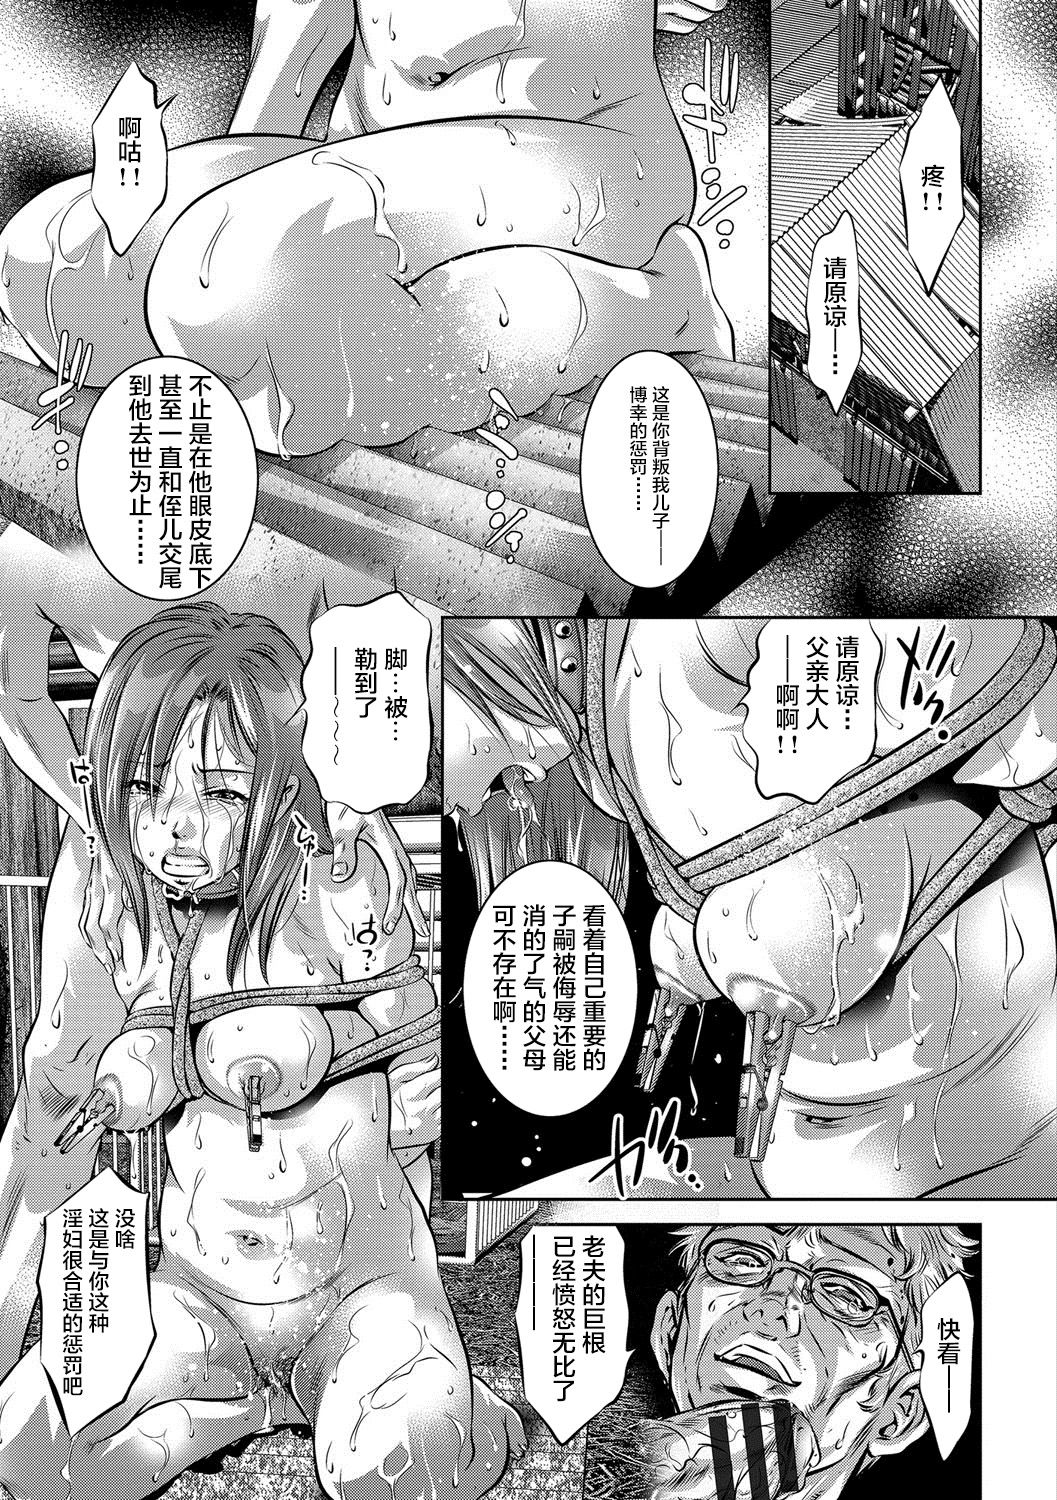 疼!!
请原谅—…
啊咕!!
这是你背叛我儿子——
博幸的惩罚……
不止是在他眼皮底下
甚至一直和侄儿交尾
到他去世为止……
请原谅…
父亲大人
——啊啊!!
看着自己重要的
子嗣被侮辱还能
消的了气的父母
可不存在啊……
脚…被…
勒到了
—～～～
没啥
这是与你这种
淫妇很合适的惩罚吧
快看——
老夫的巨根
已经愤怒无比了
———